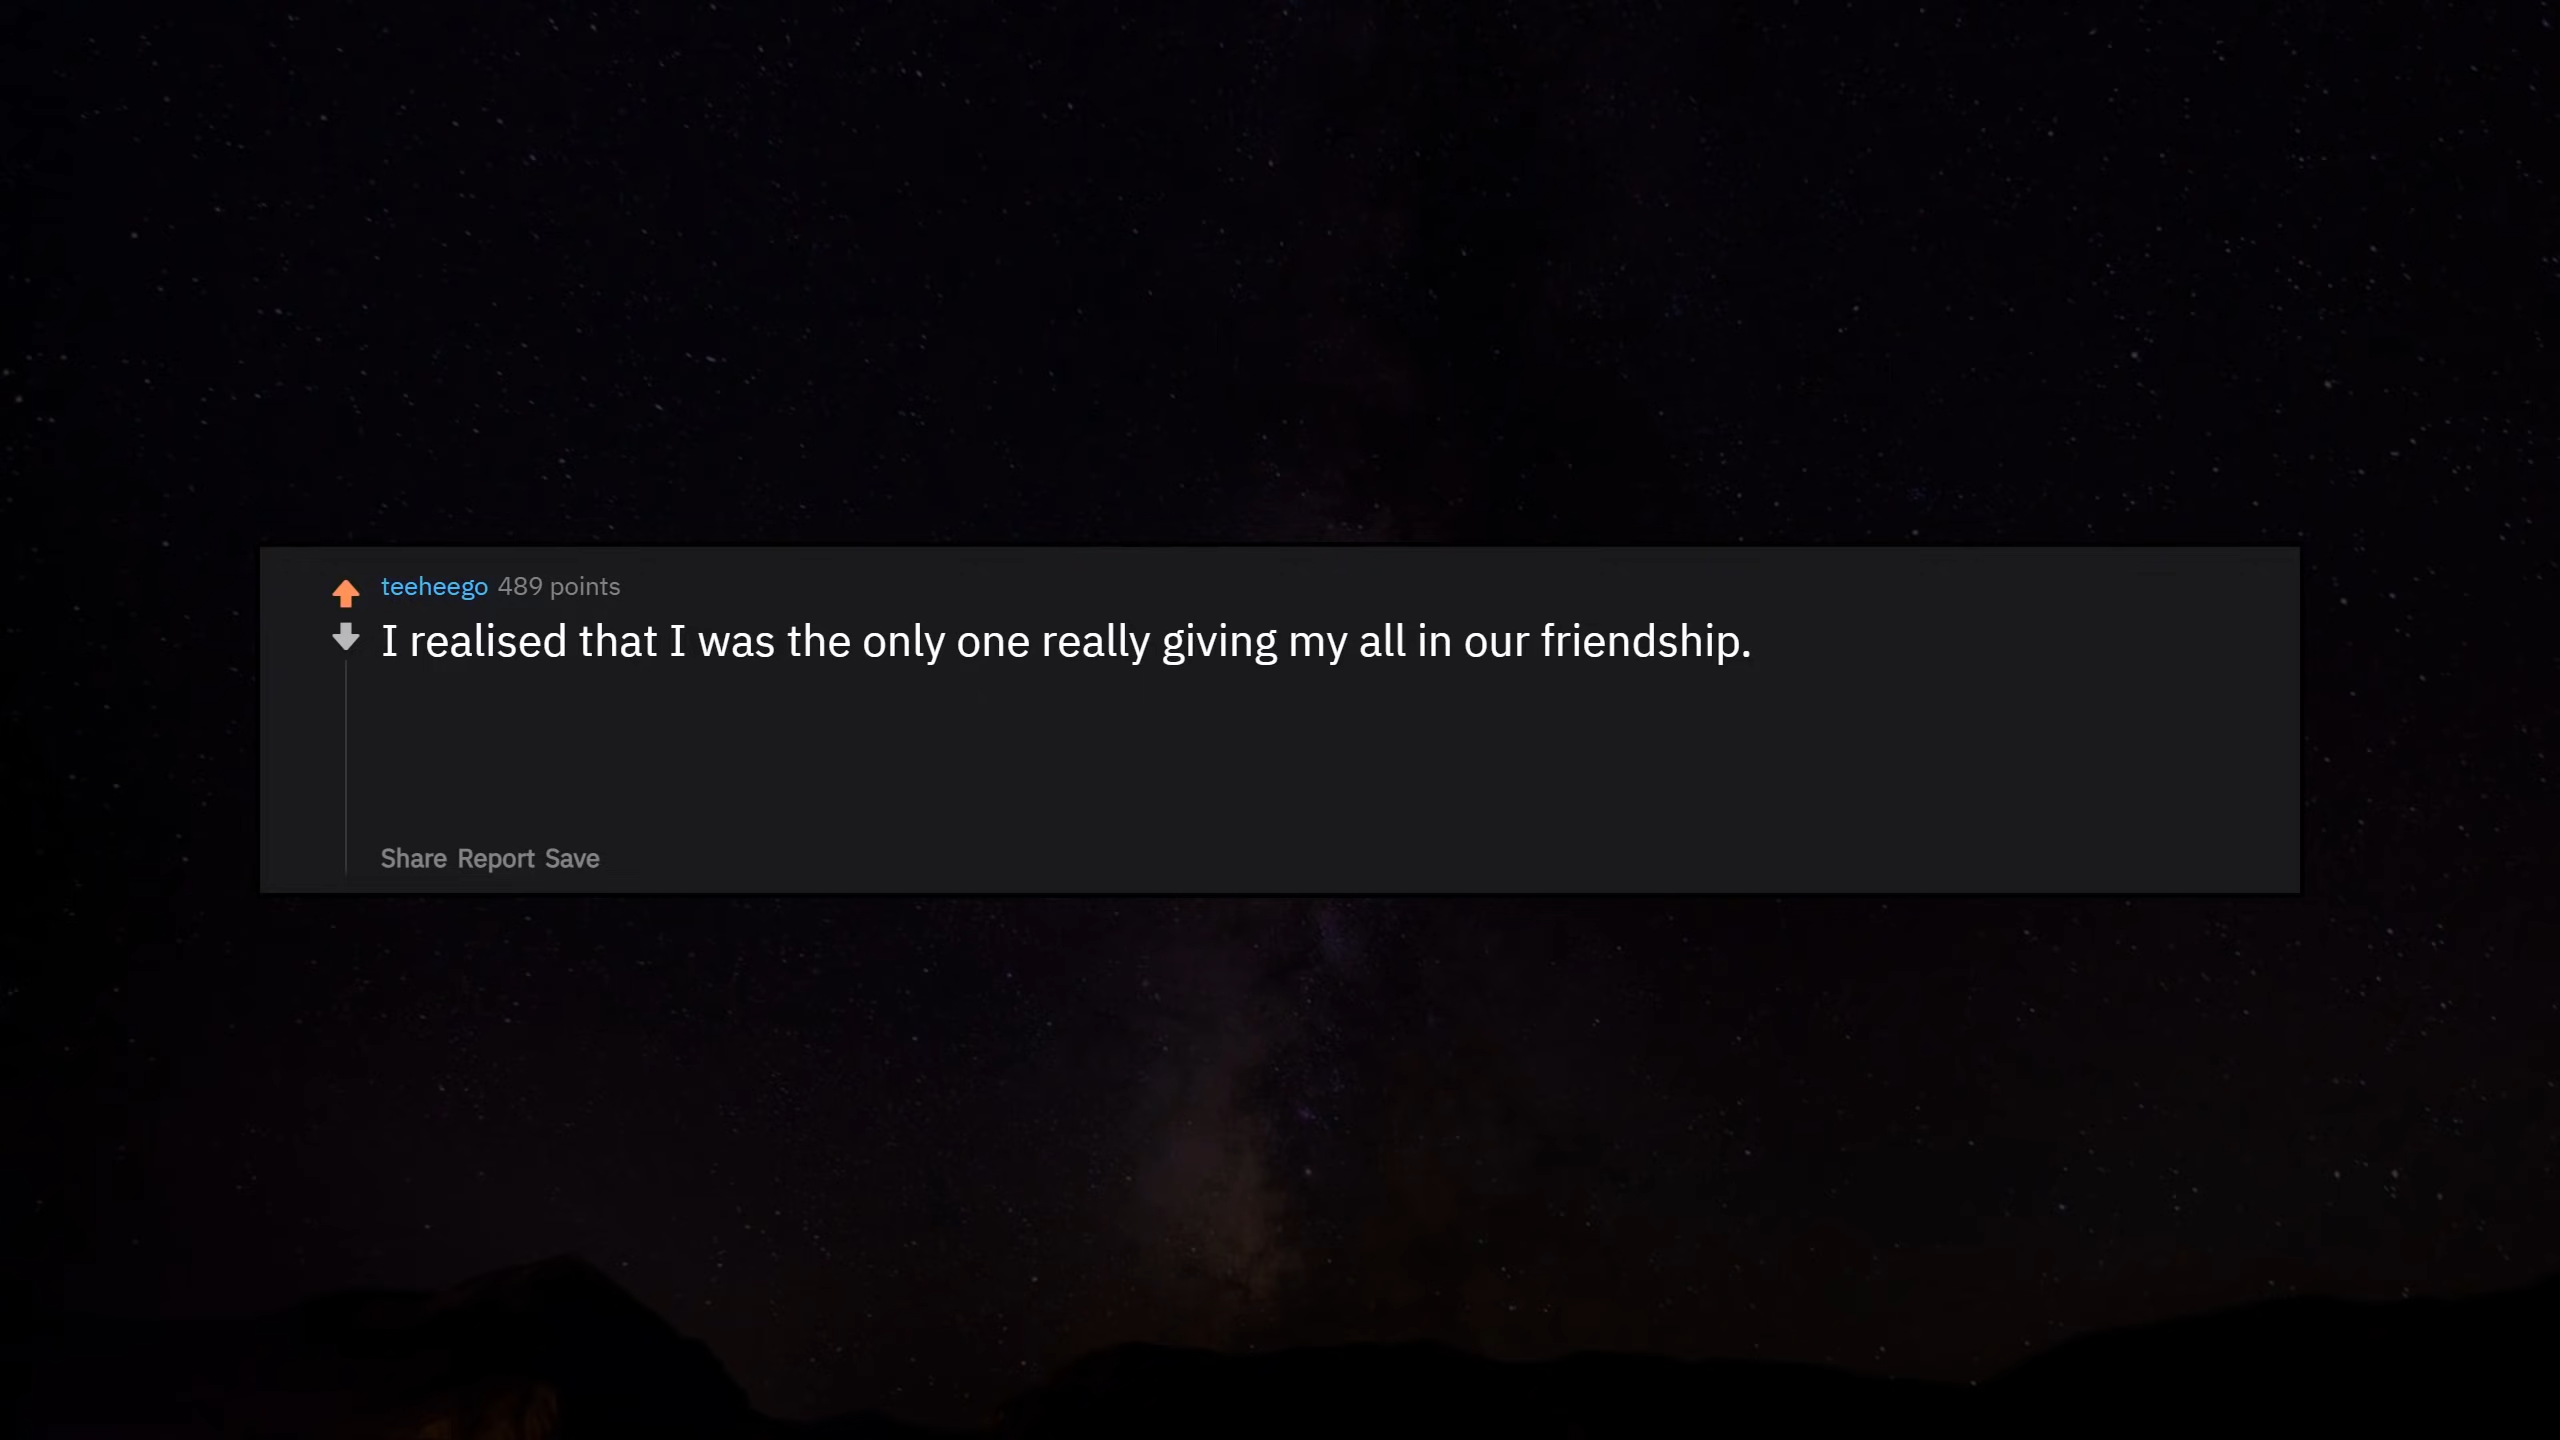 teeheego 489 points
I realised that I was the only one really giving my all in our friendship.
Share Report Save